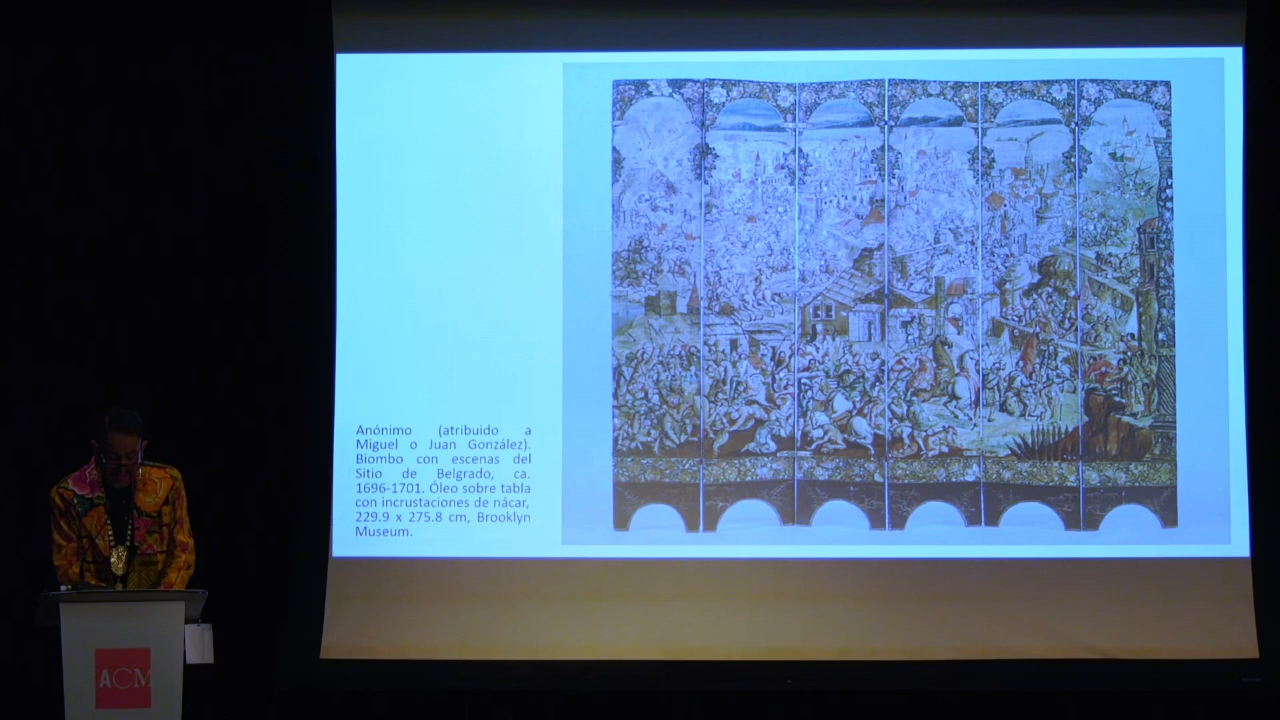 Anónimo (atribuido a
Miguel o Juan González).
Biombo con escenas del
Sitio de Belgrado, ca.
1696-1701. Óleo sobre tabla
con incrustaciones de nácar,
229.9 x 275.8 cm, Brooklyn
Museum.
ACM